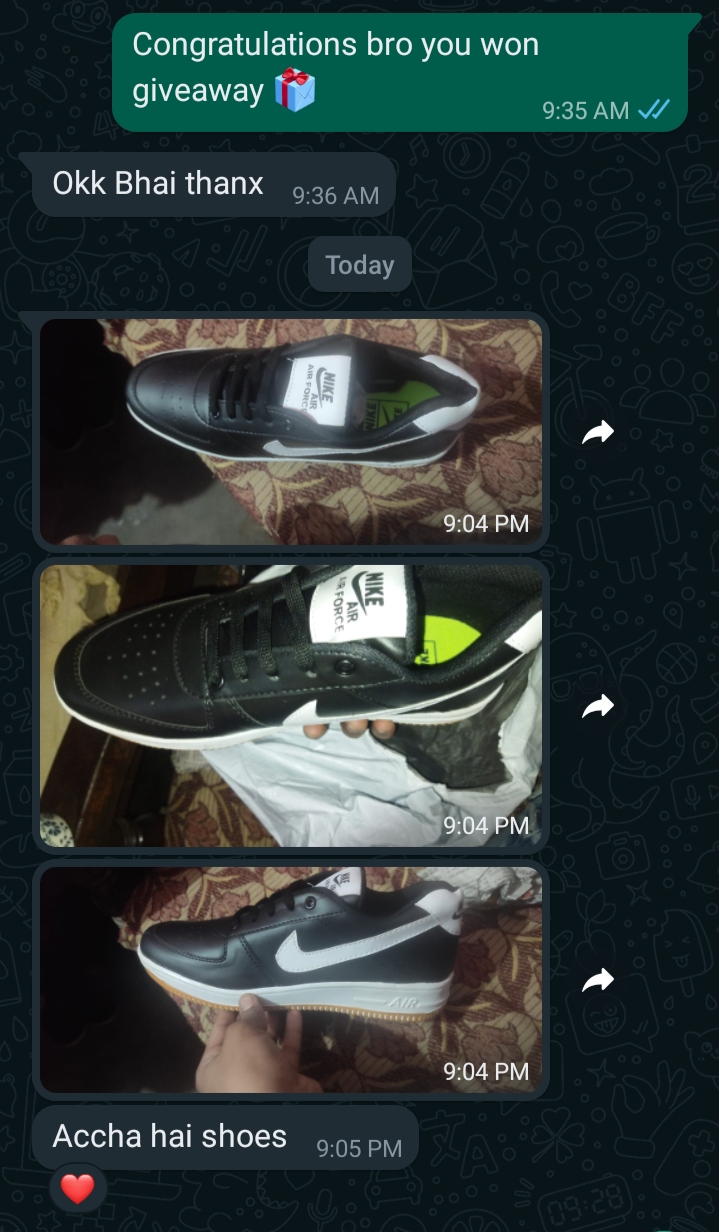 Congratulations bro you won
giveaway 🎁
9:35 AM
Okk Bhai thanx 9:36 AM
Today
NIKE
AIR
AIR FORCE
9:04 PM
NIKE
AIR
AIR FORCE
9:04 PM
NIKE
AIR
9:04 PM
Accha hai shoes 9:05 PM
❤️